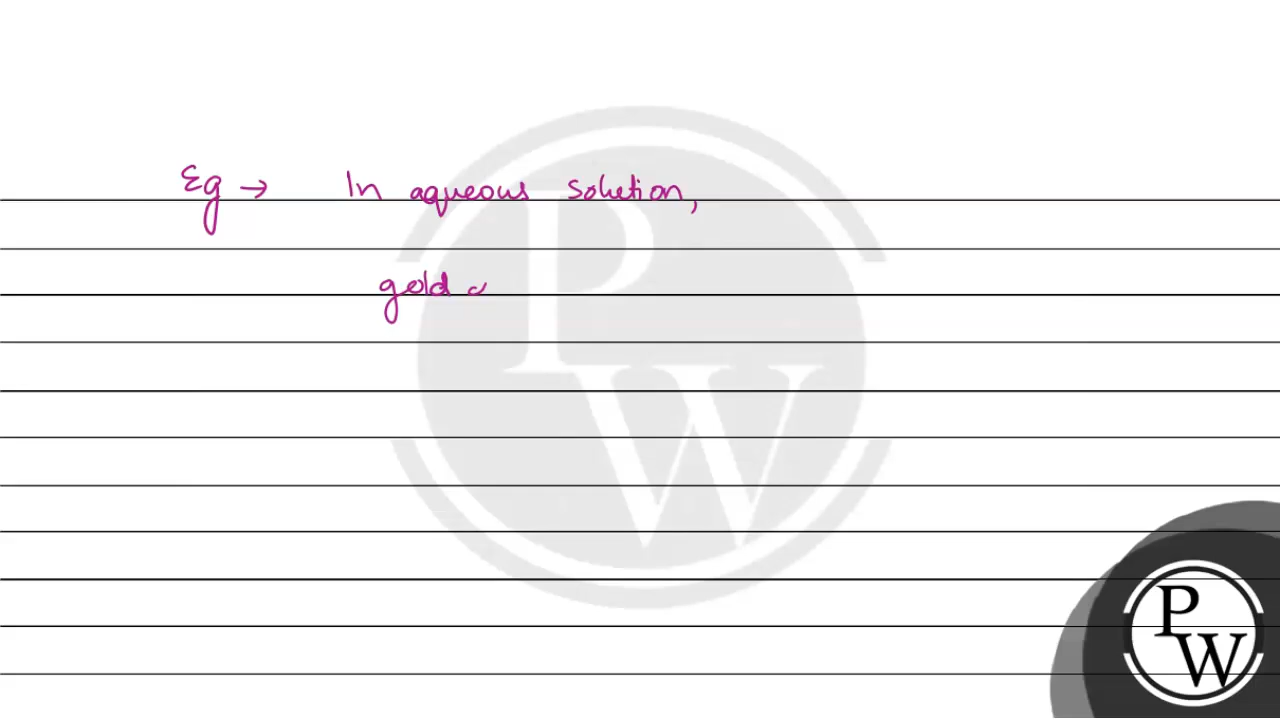 Eg → In aqueous solution,
gold
P
W
P
W